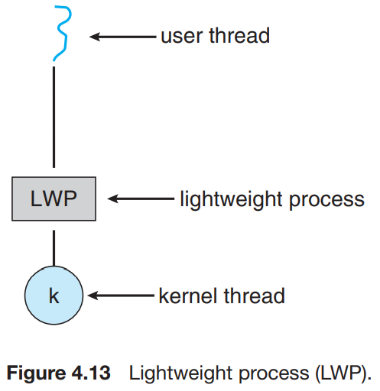 user thread
LWP
lightweight process
k
kernel thread
Figure 4.13 Lightweight process (LWP).